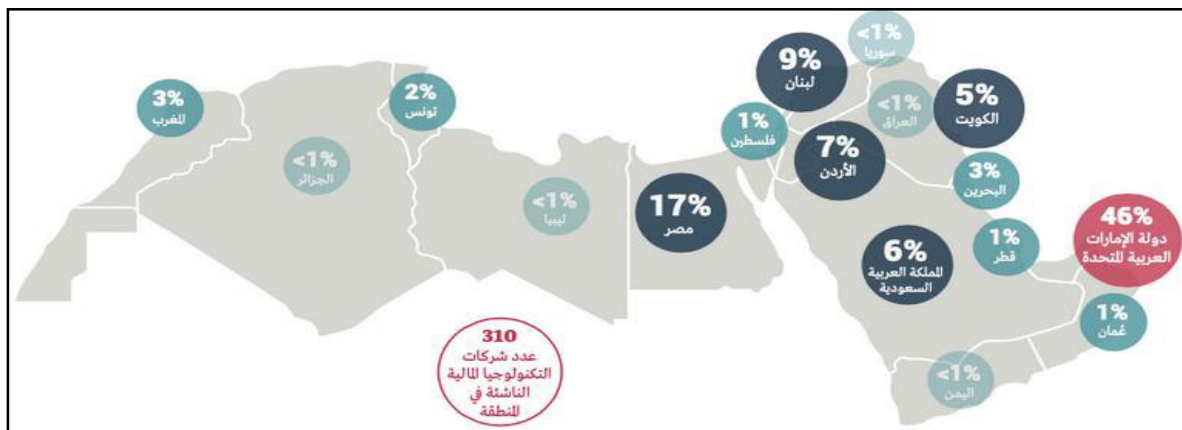 <1%
سوريا
9%
لبنان
3%
المغرب
2%
تونس
<1%
العراق
5%
الكويت
1%
فلسطين
7%
الأردن
<1%
الجزائر
3%
البحرين
<1%
ليبيا
17%
مصر
46%
دولة الإمارات
العربية المتحدة
1%
قطر
6%
المملكة العربية
السعودية
1%
عُمان
310
عدد شركات
التكنولوجيا المالية
الناشئة في
المنطقة
<1%
اليمن